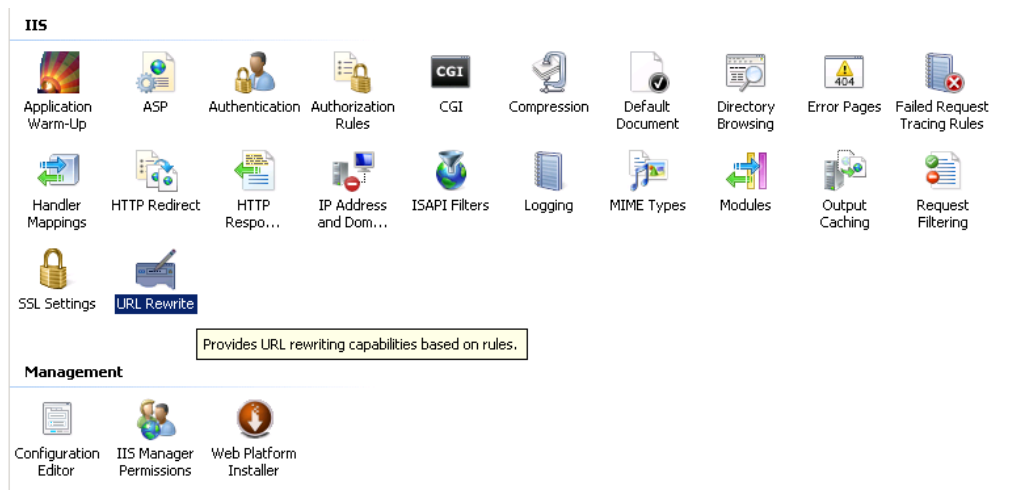 IIS
CGI
404
Application ASP Authentication Authorization CGI Compression Default Directory Error Pages Failed Request
Warm-Up Rules Document Browsing Tracing Rules
Handler HTTP Redirect HTTP IP Address ISAPI Filters Logging MIME Types Modules Output Request
Mappings Respo... and Dom... Caching Filtering
SSL Settings URL Rewrite
Provides URL rewriting capabilities based on rules.
Management
Configuration IIS Manager Web Platform
Editor Permissions Installer